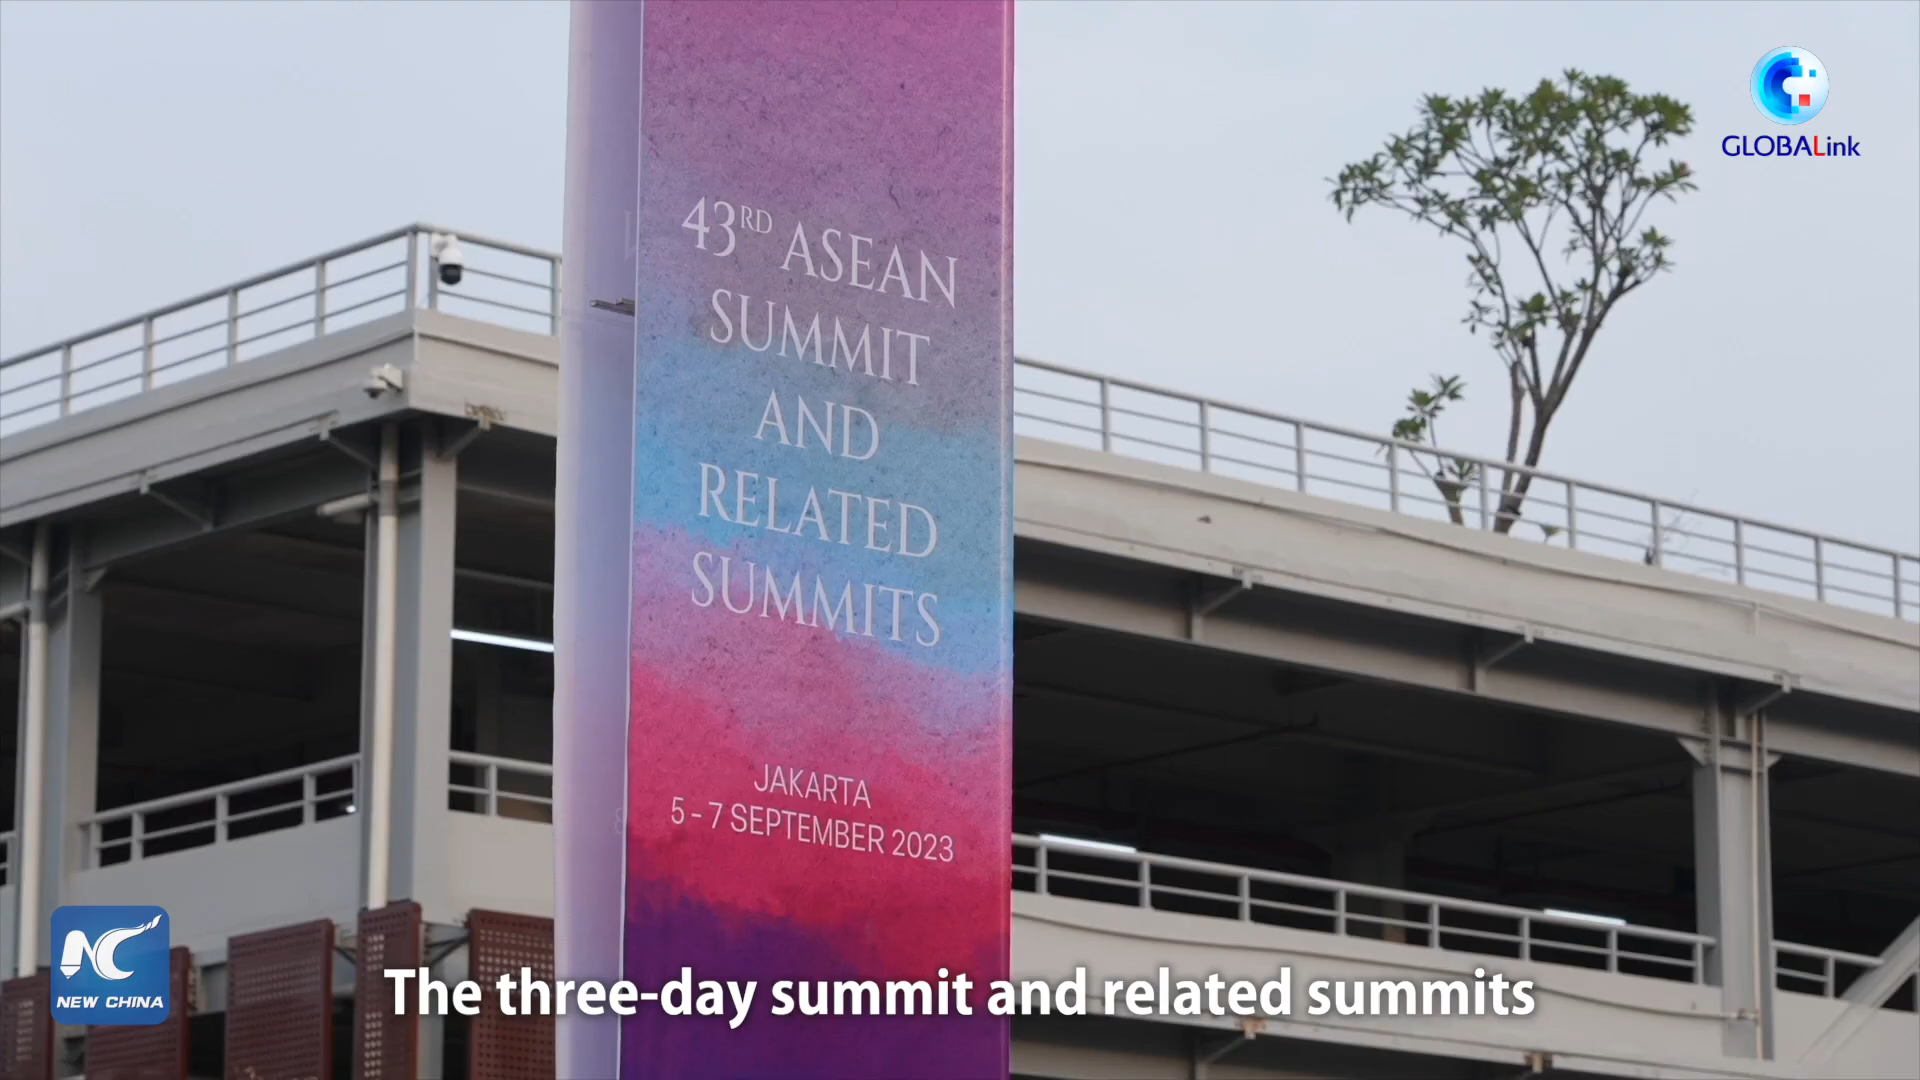 GLOBALink
43RD ASEAN
SUMMIT
AND
RELATED
SUMMITS
JAKARTA
5 - 7 SEPTEMBER 2023
NEW CHINA
The three-day summit and related summits